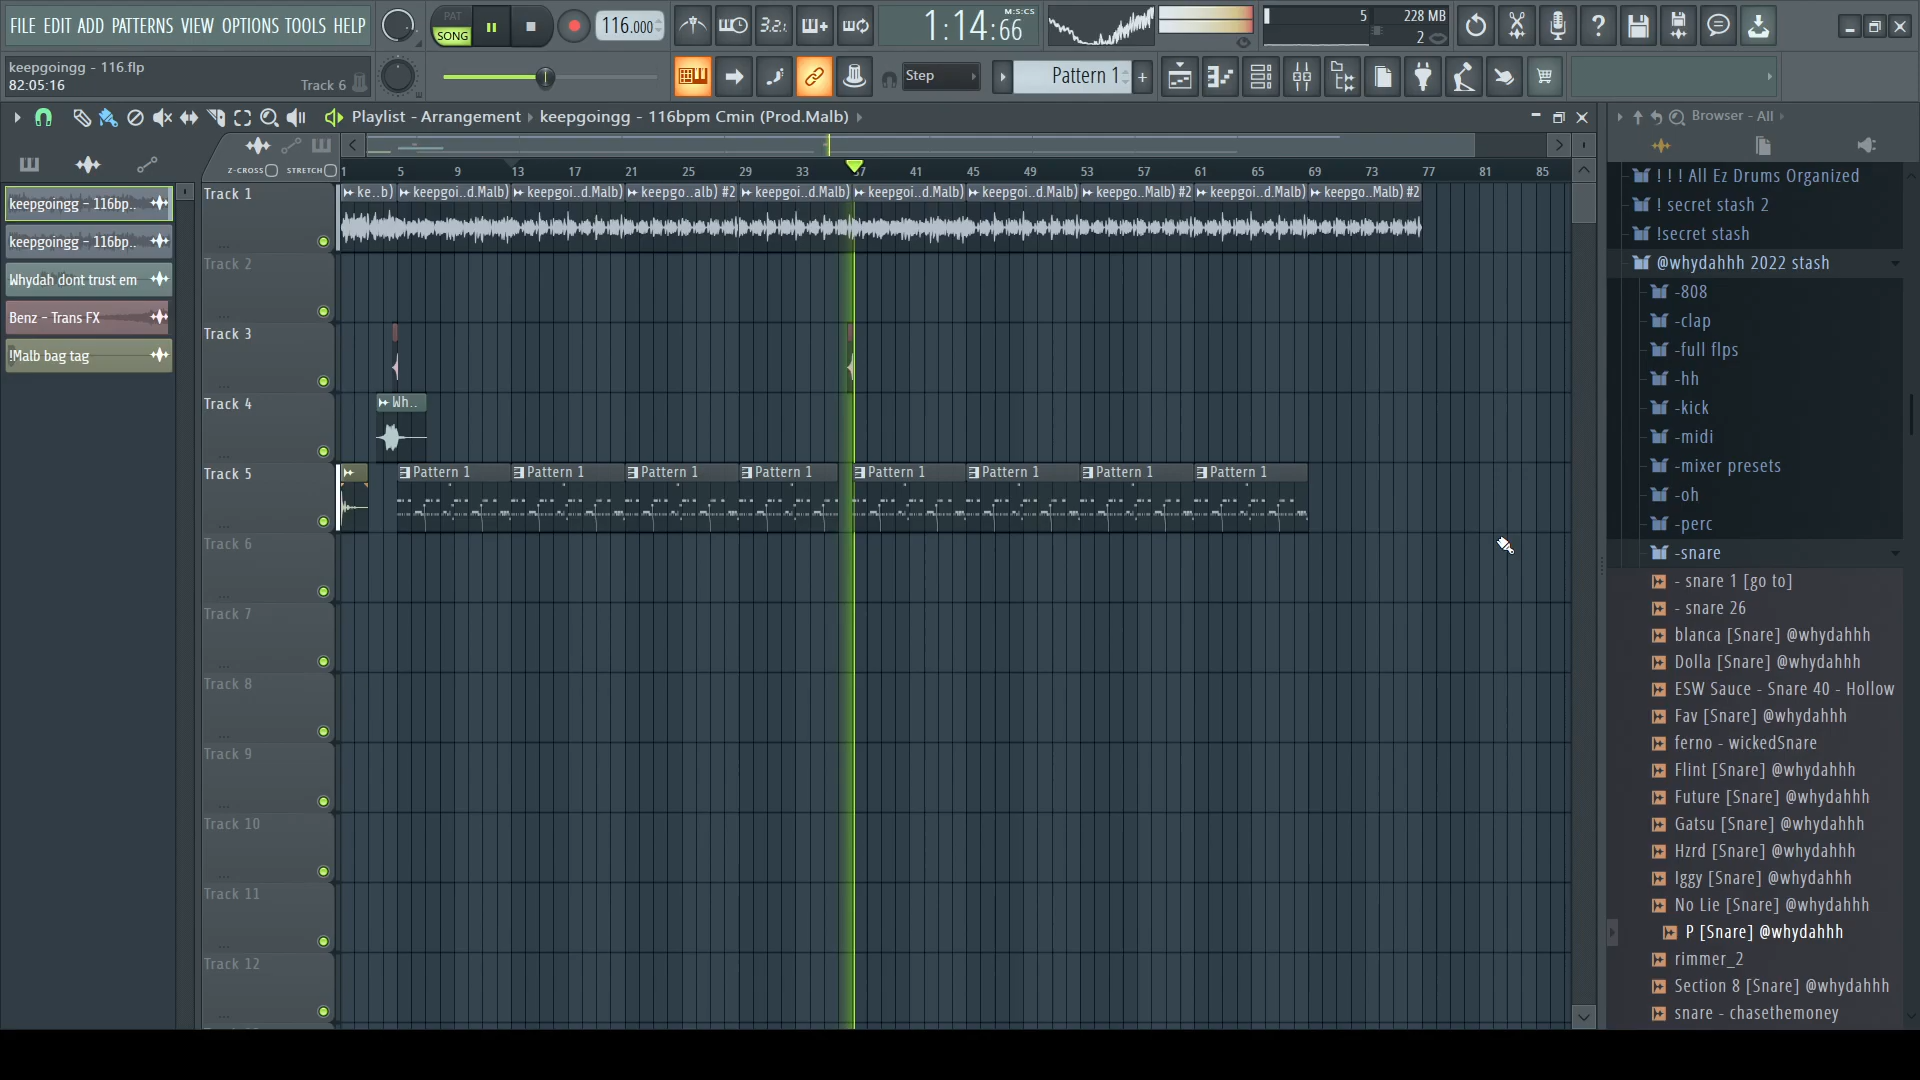 FILE EDIT ADD PATTERNS VIEW OPTIONS TOOLS HELP
PAT
SONG
116.000
3.2.1
1:14:66
M:S:CS
5
228 MB
2
keepgoingg - 116.flp
82:05:16
Track 6
Step
Pattern 1
Playlist - Arrangement › keepgoingg - 116bpm Cmin (Prod.Malb)
Browser - All
Z-CROSS
STRETCH
1 5 9 13 17 21 25 29 33 37 41 45 49 53 57 61 65 69 73 77 81 85
keepgoingg - 116bp..
keepgoingg - 116bp..
Whydah dont trust em
Benz - Trans FX
!Malb bag tag
Track 1
ke..b) keepgoi..d.Malb) keepgoi..d.Malb) keepgo..alb) #2 keepgoi..d.Malb) keepgoi..d.Malb) keepgoi..d.Malb) keepgo..Malb) #2 keepgoi..d.Malb) keepgo..Malb) #2
Track 2
Track 3
Track 4
Wh..
Track 5
Pattern 1 Pattern 1 Pattern 1 Pattern 1 Pattern 1 Pattern 1 Pattern 1 Pattern 1
Track 6
Track 7
Track 8
Track 9
Track 10
Track 11
Track 12
! ! ! All Ez Drums Organized
! secret stash 2
!secret stash
@whydahhh 2022 stash
-808
-clap
-full flps
-hh
-kick
-midi
-mixer presets
-oh
-perc
-snare
- snare 1 [go to]
- snare 26
blanca [Snare] @whydahhh
Dolla [Snare] @whydahhh
ESW Sauce - Snare 40 - Hollow
Fav [Snare] @whydahhh
ferno - wickedSnare
Flint [Snare] @whydahhh
Future [Snare] @whydahhh
Gatsu [Snare] @whydahhh
Hzrd [Snare] @whydahhh
Iggy [Snare] @whydahhh
No Lie [Snare] @whydahhh
P [Snare] @whydahhh
rimmer_2
Section 8 [Snare] @whydahhh
snare - chasethemoney